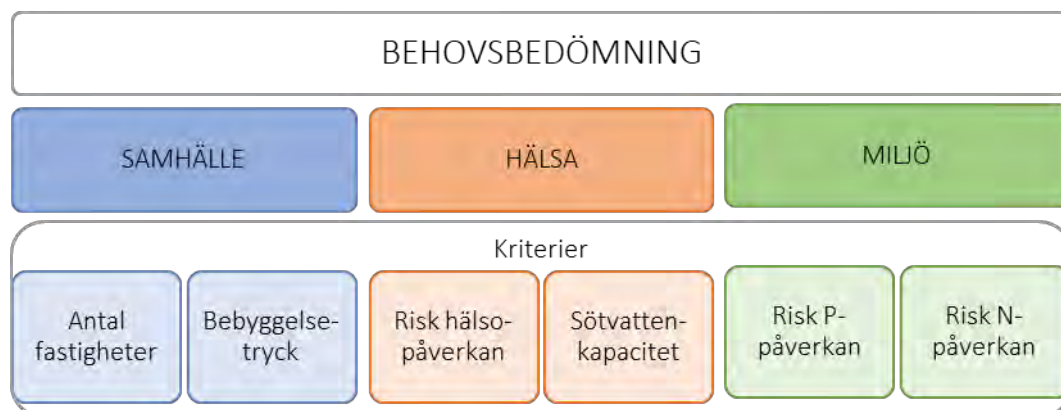 BEHOVSBEDÖMNING
SAMHÄLLE
HÄLSA
MILJÖ
Kriterier
Antal
fastigheter
Bebyggelse-
tryck
Risk hälso-
påverkan
Sötvatten-
kapacitet
Risk P-
påverkan
Risk N-
påverkan